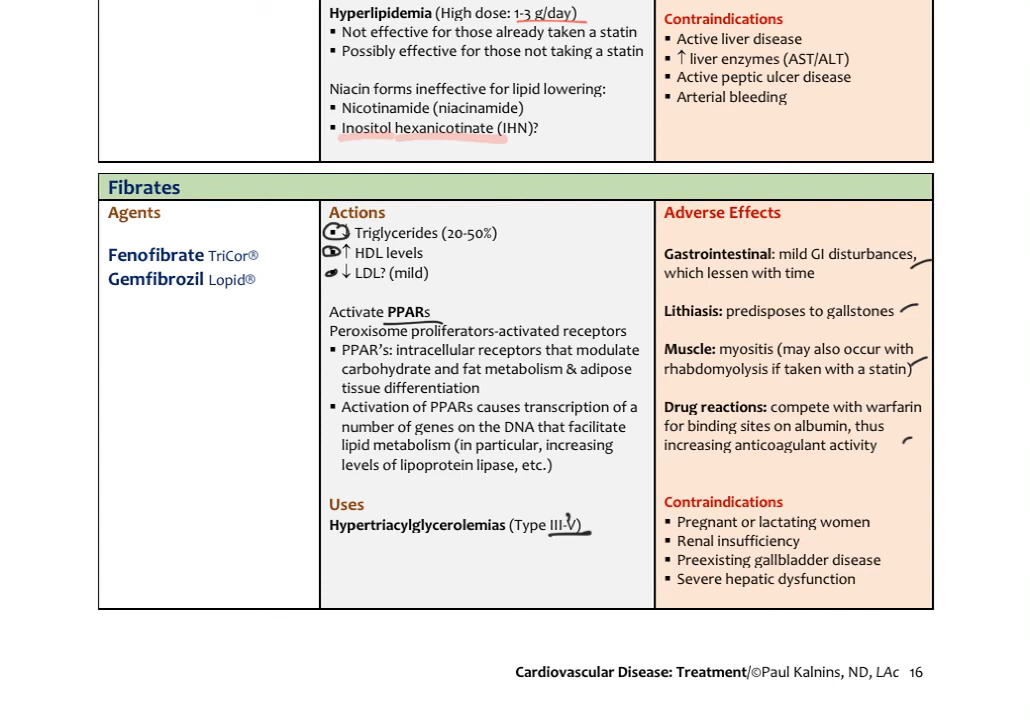 Hyperlipidemia (High dose: 1-3 g/day)
▪ Not effective for those already taken a statin
▪ Possibly effective for those not taking a statin
Niacin forms ineffective for lipid lowering:
▪ Nicotinamide (niacinamide)
▪ Inositol hexanicotinate (IHN)?
Contraindications
▪ Active liver disease
▪ ↑ liver enzymes (AST/ALT)
▪ Active peptic ulcer disease
▪ Arterial bleeding
Fibrates
Agents
Fenofibrate TriCor®
Gemfibrozil Lopid®
Actions
▪ Triglycerides (20-50%)
▪ ↑ HDL levels
▪ ↓ LDL? (mild)
Activate PPARs
Peroxisome proliferators-activated receptors
▪ PPAR's: intracellular receptors that modulate
carbohydrate and fat metabolism & adipose
tissue differentiation
▪ Activation of PPARs causes transcription of a
number of genes on the DNA that facilitate
lipid metabolism (in particular, increasing
levels of lipoprotein lipase, etc.)
Uses
Hypertriacylglycerolemias (Type III-V)
Adverse Effects
Gastrointestinal: mild GI disturbances,
which lessen with time
Lithiasis: predisposes to gallstones
Muscle: myositis (may also occur with
rhabdomyolysis if taken with a statin)
Drug reactions: compete with warfarin
for binding sites on albumin, thus
increasing anticoagulant activity
Contraindications
▪ Pregnant or lactating women
▪ Renal insufficiency
▪ Preexisting gallbladder disease
▪ Severe hepatic dysfunction
Cardiovascular Disease: Treatment/©Paul Kalnins, ND, LAc 16